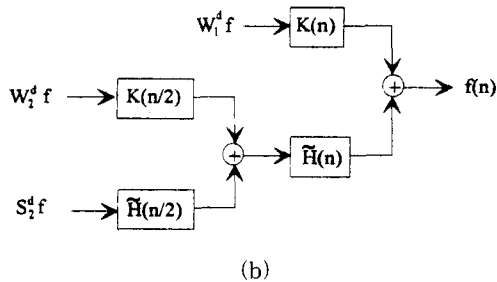 W₁ᵈ f K(n)
f(n)
W₂ᵈ f K(n/2)
H̃(n)
S₂ᵈ f H̃(n/2)
(b)